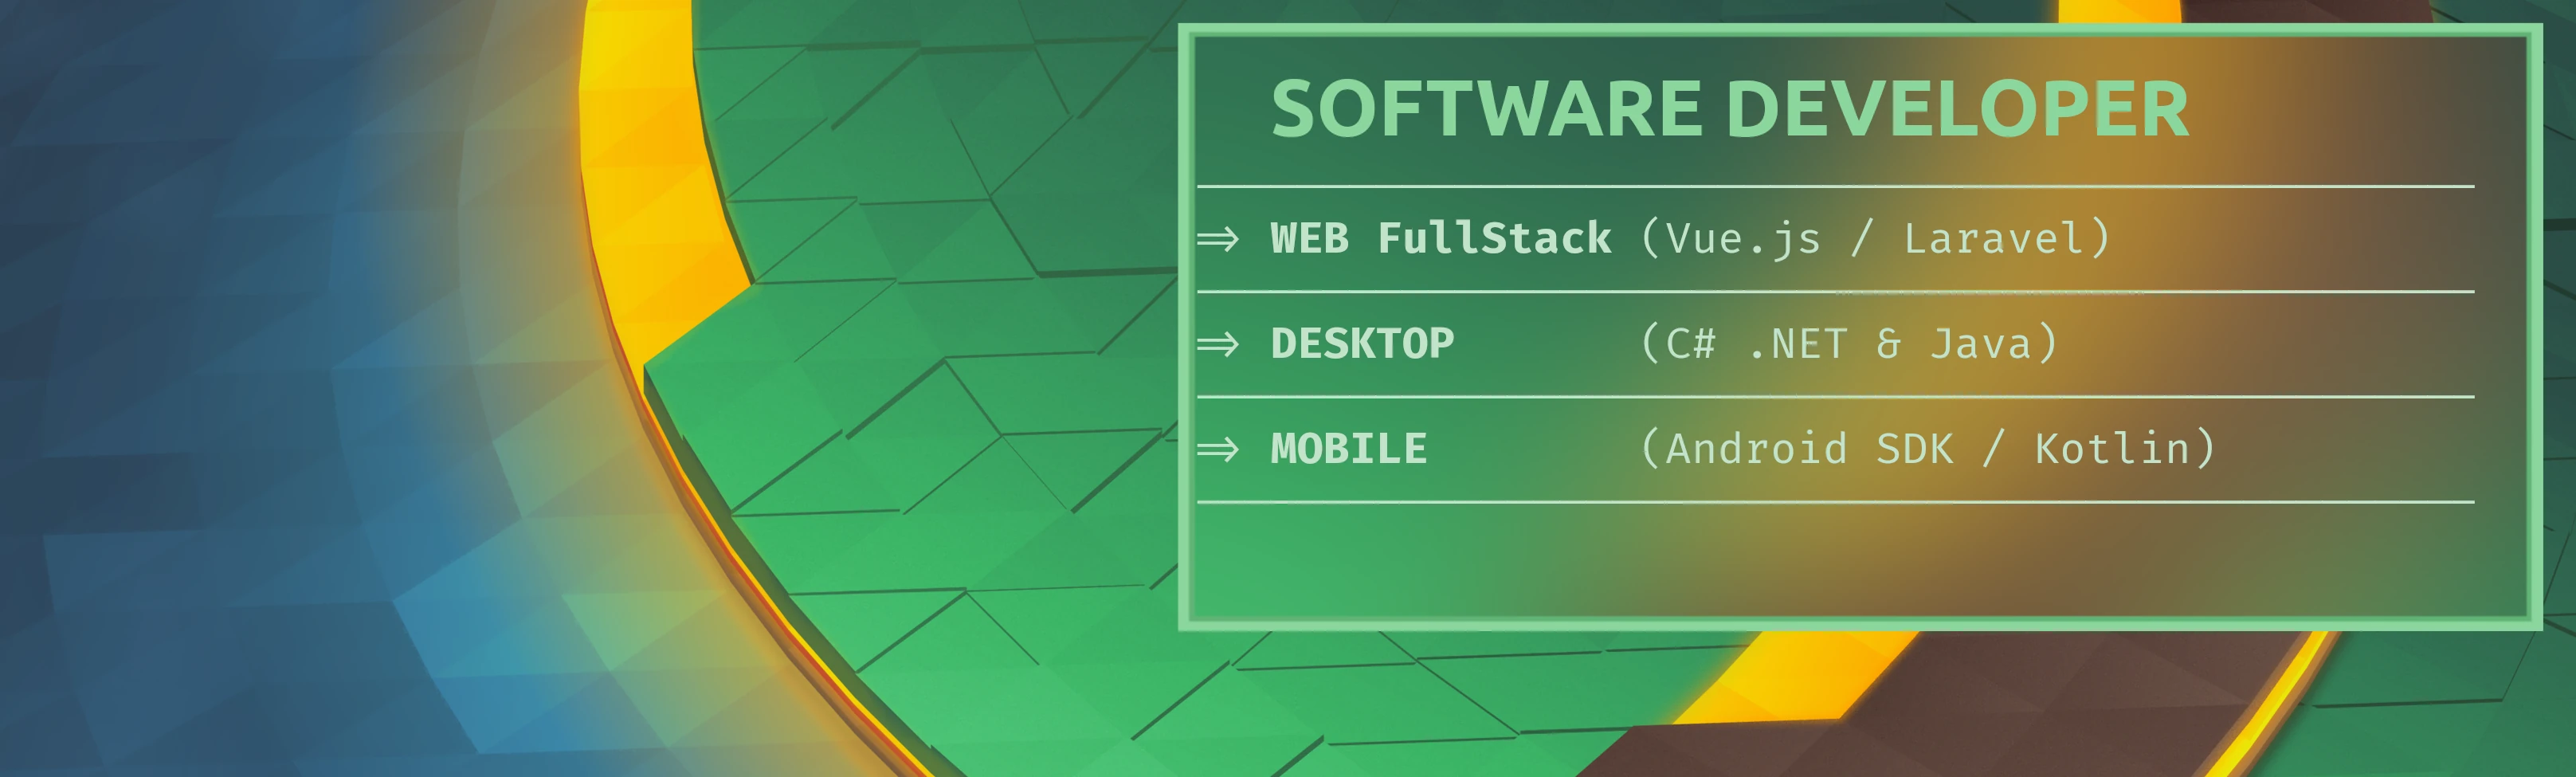 SOFTWARE DEVELOPER
⇒ WEB FullStack (Vue.js / Laravel)
⇒ DESKTOP (C# .NET & Java)
⇒ MOBILE (Android SDK / Kotlin)